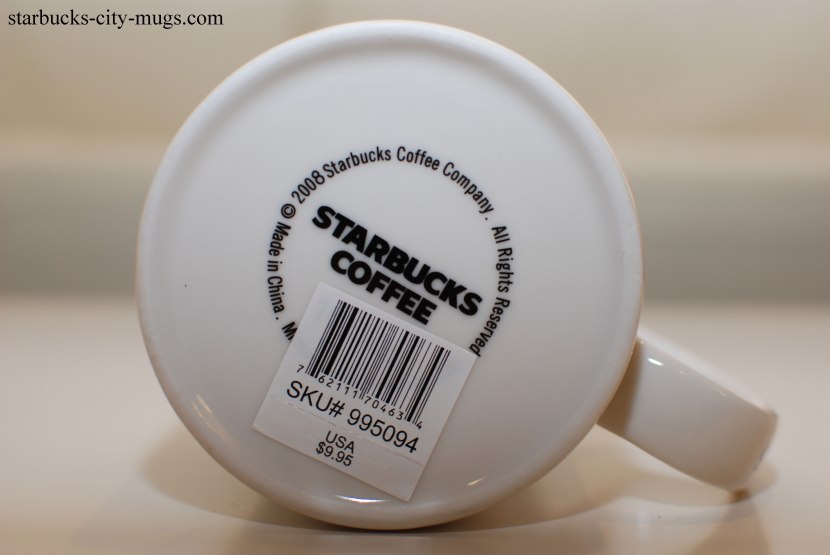 starbucks-city-mugs.com
© 2008 Starbucks Coffee Company. All Rights Reserved
Made in China.
STARBUCKS
COFFEE
7 62111 70463 4
SKU# 995094
USA
$9.95